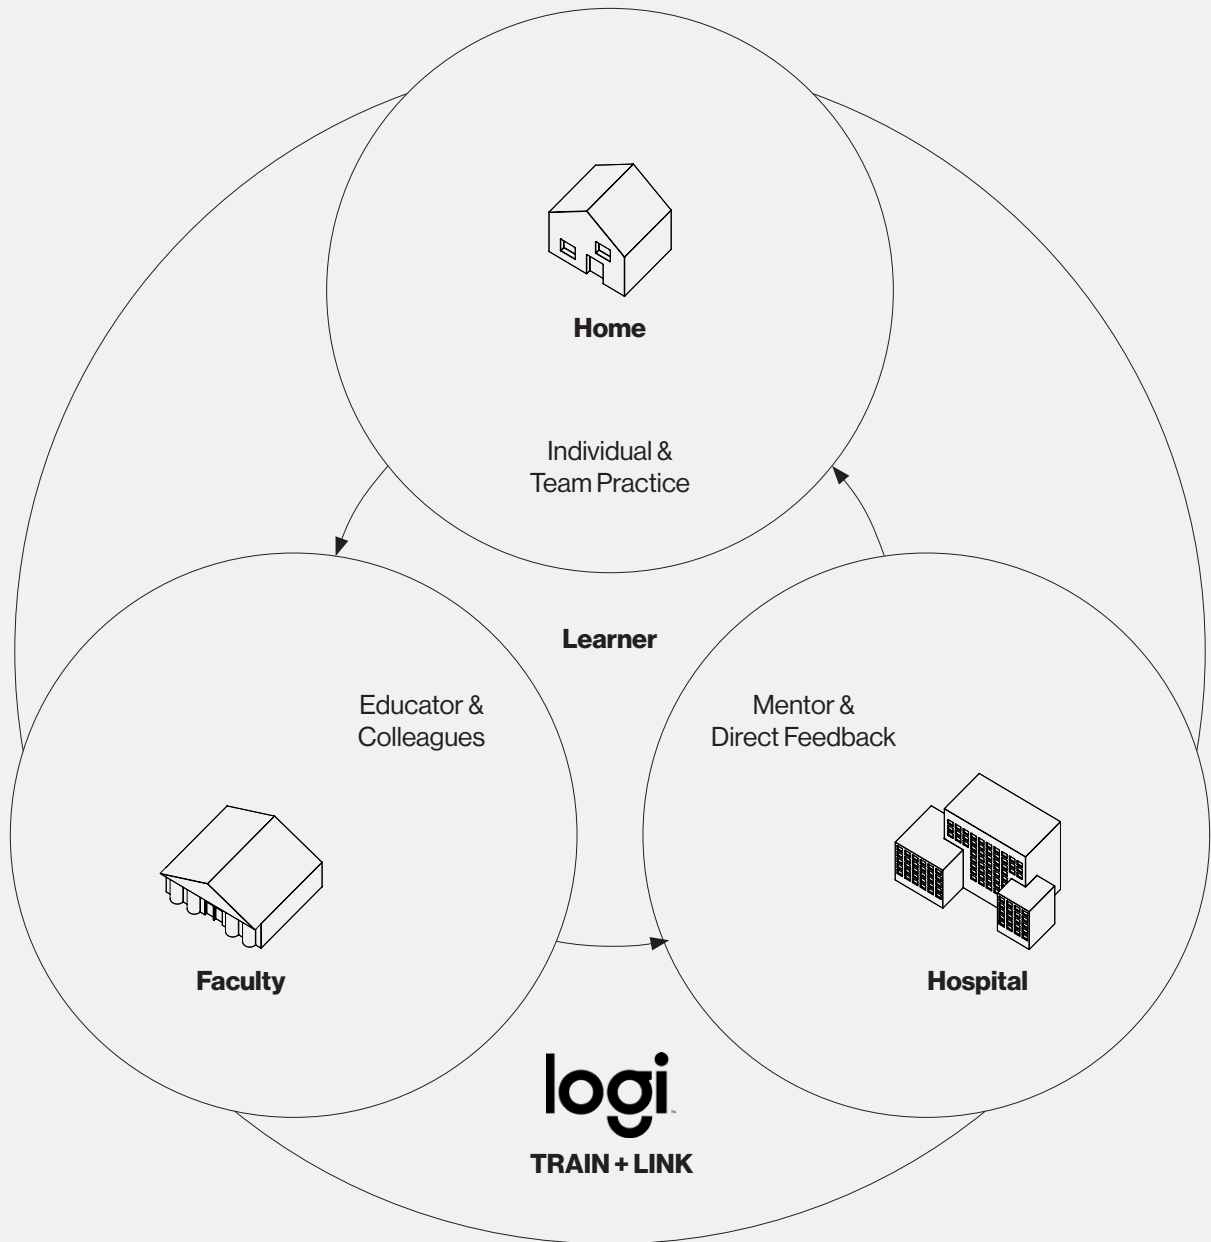 Home
Individual &
Team Practice
Learner
Educator &
Colleagues
Mentor &
Direct Feedback
Faculty
Hospital
logi
TRAIN + LINK